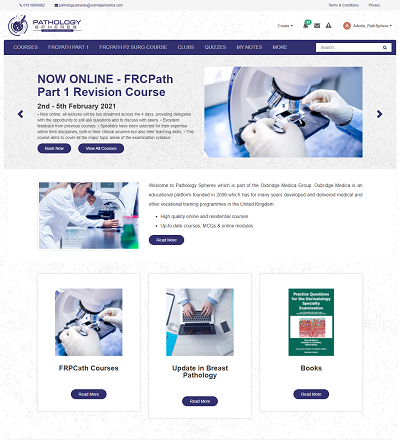 01619808982 pathologyspheres@oxbridgemedica.com Terms & Conditions Privacy
PATHOLOGY
SPHERES
Create
Admin_PathSphere
COURSES FRCPATH PART 1 FRCPATH P2 SURG COURSE CLUBS QUIZZES MY NOTES MORE Search...
NOW ONLINE - FRCPath
Part 1 Revision Course
2nd - 5th February 2021
- Now online, all lectures will be live streamed across the 4 days, providing delegates
with the opportunity to still ask questions and to discuss with peers. - Excellent
feedback from previous courses. - Speakers have been selected for their expertise
within their disciplines, both in their clinical acumen but also their teaching skills. - This
course aims to cover all the major topic areas of the examination syllabus
Book Now View All Courses
Welcome to Pathology Spheres which is part of the Oxbridge Medica Group. Oxbridge Medica is an
educational platform founded in 2006 which has for many years developed and delivered medical and
other vocational training programmes in the United Kingdom.
• High quality online and residential courses
• Up-to date courses, MCQs & online modules
Read More
Practice Questions
for the Dermatology
Specialty
Examination
FRPCath Courses
Update in Breast
Pathology
Books
Read More
Read More
Read More